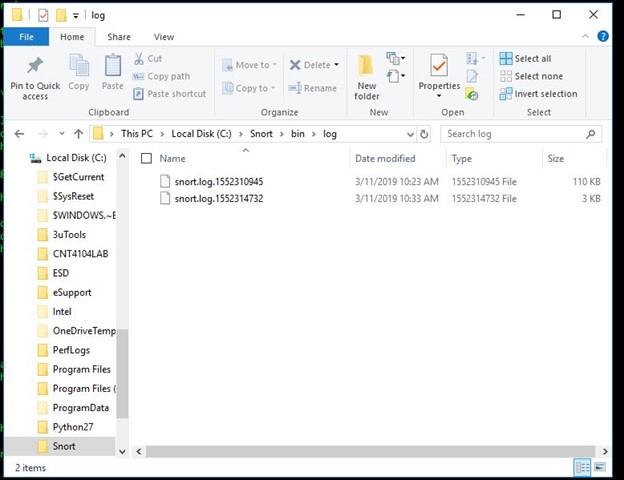 log
File Home Share View
Pin to Quick access
Copy
Paste
Cut
Copy path
Paste shortcut
Clipboard
Move to
Copy to
Delete
Rename
Organize
New folder
New
Properties
Open
Select all
Select none
Invert selection
Select
This PC Local Disk (C:) Snort bin log
Search log
Name Date modified Type Size
snort.log.1552310945 3/11/2019 10:23 AM 1552310945 File 110 KB
snort.log.1552314732 3/11/2019 10:33 AM 1552314732 File 3 KB
Local Disk (C:)
$GetCurrent
$SysReset
$WINDOWS.~E
3uTools
CNT4104LAB
ESD
eSupport
Intel
OneDriveTemp
PerfLogs
Program Files
Program Files (
ProgramData
Python27
Snort
2 items